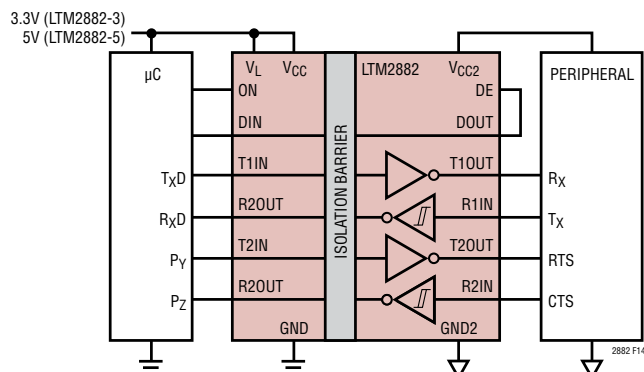 3.3V (LTM2882-3)
5V (LTM2882-5)
µC
TXD
RXD
PY
PZ
VL
VCC
ON
DIN
T1IN
R2OUT
T2IN
R2OUT
GND
ISOLATION BARRIER
LTM2882
VCC2
DE
DOUT
T1OUT
R1IN
T2OUT
R2IN
GND2
PERIPHERAL
RX
TX
RTS
CTS
2882 F14